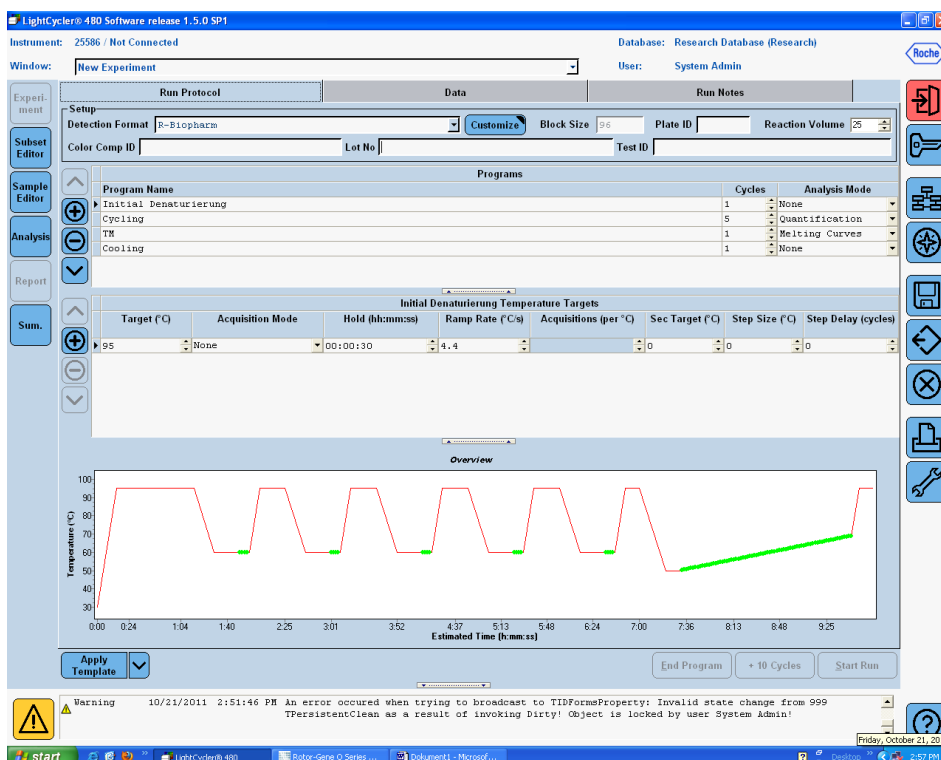 LightCycler® 480 Software release 1.5.0 SP1
Instrument: 25586 / Not Connected
Database: Research Database (Research)
Window: New Experiment
User: System Admin
Roche
Experi-
ment
Subset
Editor
Sample
Editor
Analysis
Report
Sum.
Run Protocol Data Run Notes
Setup
Detection Format R-Biopharm Customize Block Size 96 Plate ID Reaction Volume 25
Color Comp ID Lot No Test ID
Programs
Program Name Cycles Analysis Mode
Initial Denaturierung 1 None
Cycling 5 Quantification
TM 1 Melting Curves
Cooling 1 None
Initial Denaturierung Temperature Targets
Target (°C) Acquisition Mode Hold (hh:mm:ss) Ramp Rate (°C/s) Acquisitions (per °C) Sec Target (°C) Step Size (°C) Step Delay (cycles)
95 None 00:00:30 4.4 0 0 0
Overview
Temperature (°C)
100
90
80
70
60
50
40
30
0:00 0:24 1:04 1:40 2:25 3:01 3:52 4:37 5:13 5:48 6:24 7:00 7:36 8:13 8:48 9:25
Estimated Time (h:mm:ss)
Apply
Template
End Program + 10 Cycles Start Run
Warning 10/21/2011 2:51:46 PM An error occured when trying to broadcast to TIDFormsProperty: Invalid state change from 999
TPersistentClean as a result of invoking Dirty! Object is locked by user System Admin!
Friday, October 21, 20
start LightCycler® 480 Rotor-Gene Q Series ... Dokument1 - Microsof... Desktop 2:57 PM